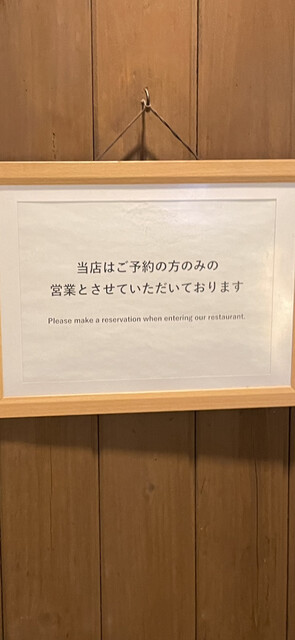 当店はご予約の方のみの
営業とさせていただいております
Please make a reservation when entering our restaurant.